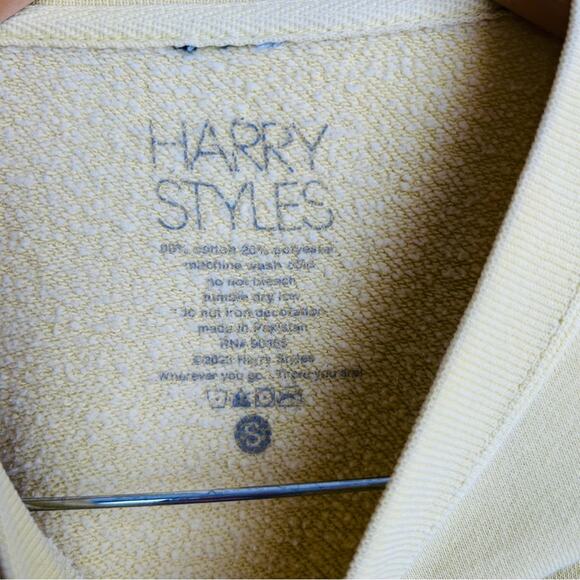 HARRY
STYLES
80% cotton 20% polyester
machine wash cold
do not bleach
tumble dry low
do not iron decoration
made in Pakistan
RN#
©2023 Harry Styles
wherever you go... There you are!
S